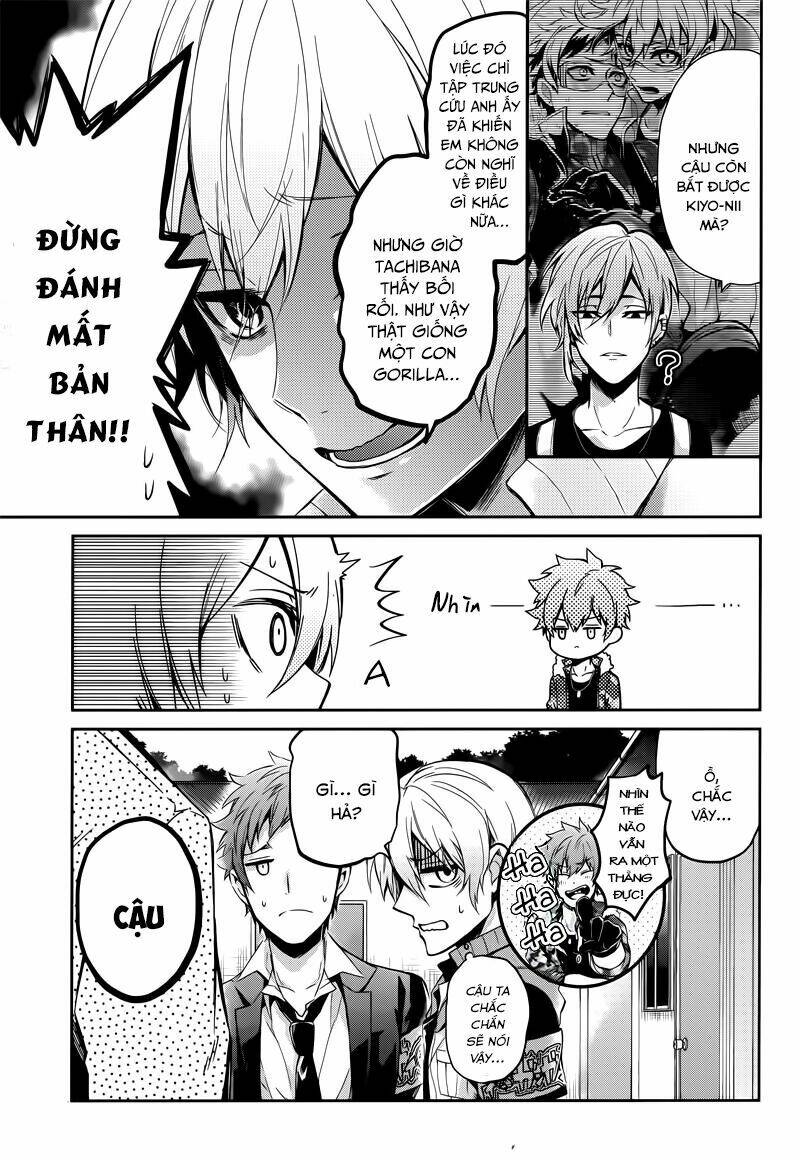 NHƯNG
CẬU CÒN
BẮT ĐƯỢC
KIYO-NII
MÀ?
?
LÚC ĐÓ
VIỆC CHỈ
TẬP TRUNG
CỨU ANH ẤY
ĐÃ KHIẾN
EM KHÔNG
CÒN NGHĨ
VỀ ĐIỀU
GÌ KHÁC
NỮA...
NHƯNG GIỜ
TACHIBANA
THẤY BỐI
RỐI. NHƯ VẬY
THẬT GIỐNG
MỘT CON
GORILLA...
ĐỪNG
ĐÁNH
MẤT
BẢN
THÂN!!
...
Nhìn
A
Ồ,
CHẮC
VẬY...
NHÌN
THẾ
NÀO VẪN
RA MỘT
THẰNG
ĐỰC!
Ha
Ha
Ha
GÌ... GÌ
HẢ?
CẬU TA
CHẮC
CHẮN
SẼ NÓI
VẬY...
CẬU